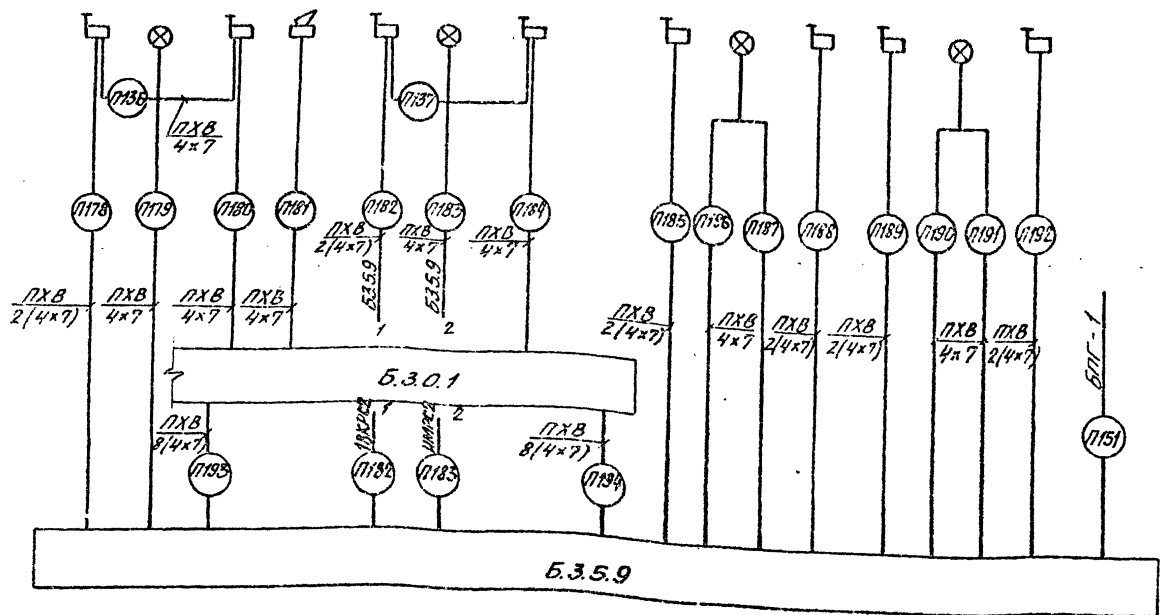 П136
П137
ПХВ
4×7
П178
П179
П180
П181
П182
П183
П184
П185
П186
П187
П188
П189
П190
П191
П192
ПХВ
2(4×7)
ПХВ
4×7
ПХВ
4×7
ПХВ
2(4×7)
ПХВ
4×7
ПХВ
4×7
ПХВ
4×7
Б.3.5.9
1
Б.3.5.9
2
ПХВ
2(4×7)
ПХВ
4×7
ПХВ
2(4×7)
ПХВ
2(4×7)
ПХВ
4×7
ПХВ
2(4×7)
БПГ-1
Б.3.0.1
1
2
ПХВ
8(4×7)
ПХВ
8(4×7)
П193
П182
П183
П194
П151
Б.3.5.9